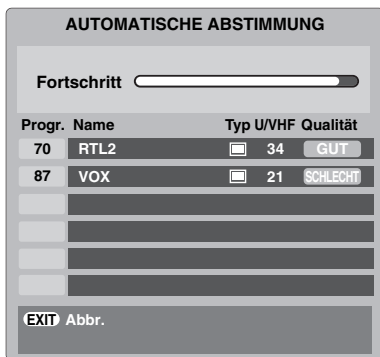 AUTOMATISCHE ABSTIMMUNG
Fortschritt
Progr. Name Typ U/VHF Qualität
70 RTL2 34 GUT
87 VOX 21 SCHLECHT
EXIT Abbr.